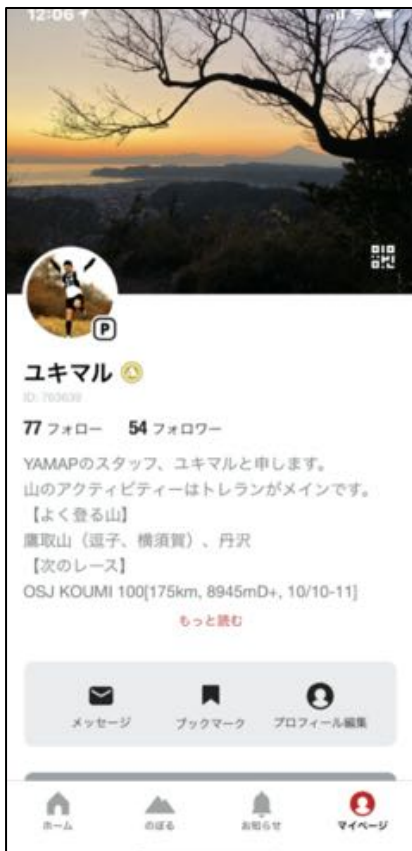 12:06
P
ユキマル
ID: 763639
77 フォロー 54 フォロワー
YAMAPのスタッフ、ユキマルと申します。
山のアクティビティーはトレランがメインです。
【よく登る山】
鷹取山（逗子、横須賀）、丹沢
【次のレース】
OSJ KOUMI 100[175km, 8945mD+, 10/10-11]
もっと読む
メッセージ ブックマーク プロフィール編集
ホーム のぼる お知らせ マイページ